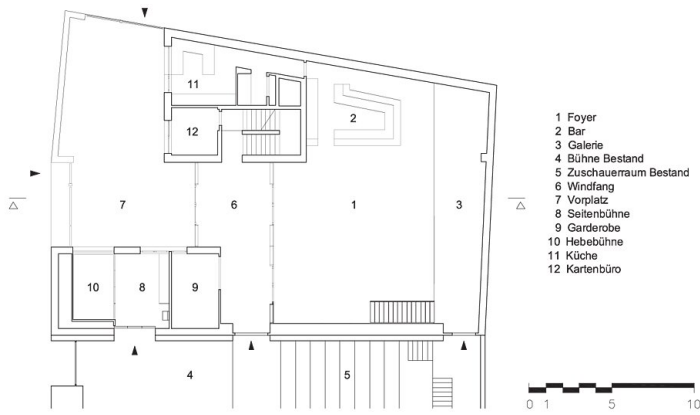 11
2
12
7
6
1
3
10
8
9
4
5
1 Foyer
2 Bar
3 Galerie
4 Bühne Bestand
5 Zuschauerraum Bestand
6 Windfang
7 Vorplatz
8 Seitenbühne
9 Garderobe
10 Hebebühne
11 Küche
12 Kartenbüro
0 1 5 10